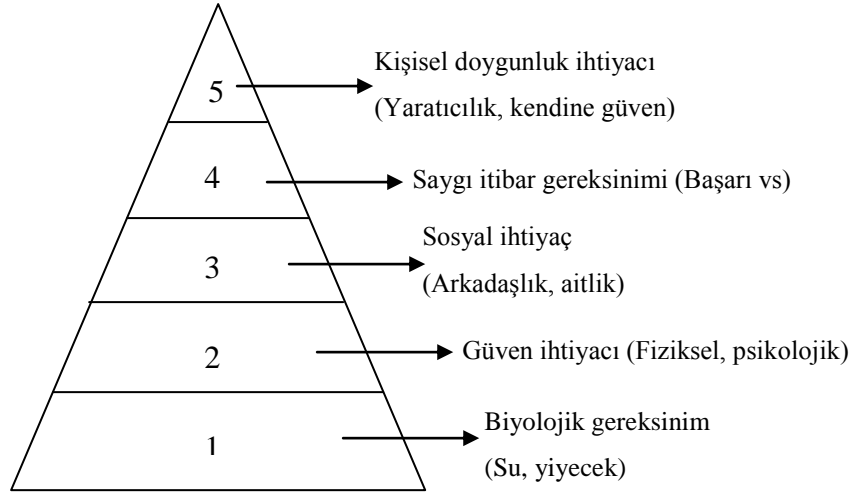 Kişisel doygunluk ihtiyacı
5
(Yaratıcılık, kendine güven)
4
Saygı itibar gereksinimi (Başarı vs)
Sosyal ihtiyaç
3
(Arkadaşlık, aitlik)
2
Güven ihtiyacı (Fiziksel, psikolojik)
Biyolojik gereksinim
1
(Su, yiyecek)